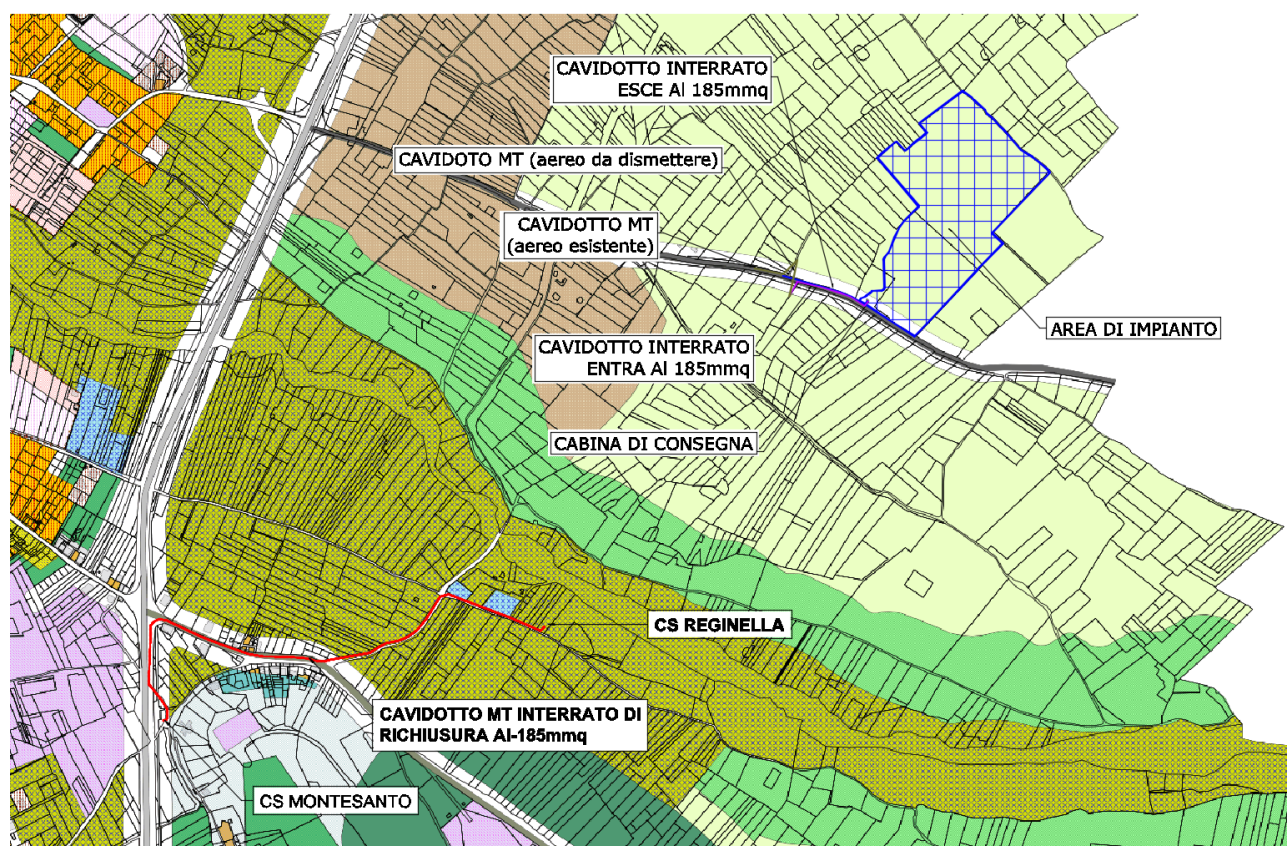 CAVIDOTTO INTERRATO
ESCE Al 185mmq
CAVIDOTO MT (aereo da dismettere)
CAVIDOTTO MT
(aereo esistente)
AREA DI IMPIANTO
CAVIDOTTO INTERRATO
ENTRA Al 185mmq
CABINA DI CONSEGNA
CS REGINELLA
CAVIDOTTO MT INTERRATO DI
RICHIUSURA Al-185mmq
CS MONTESANTO